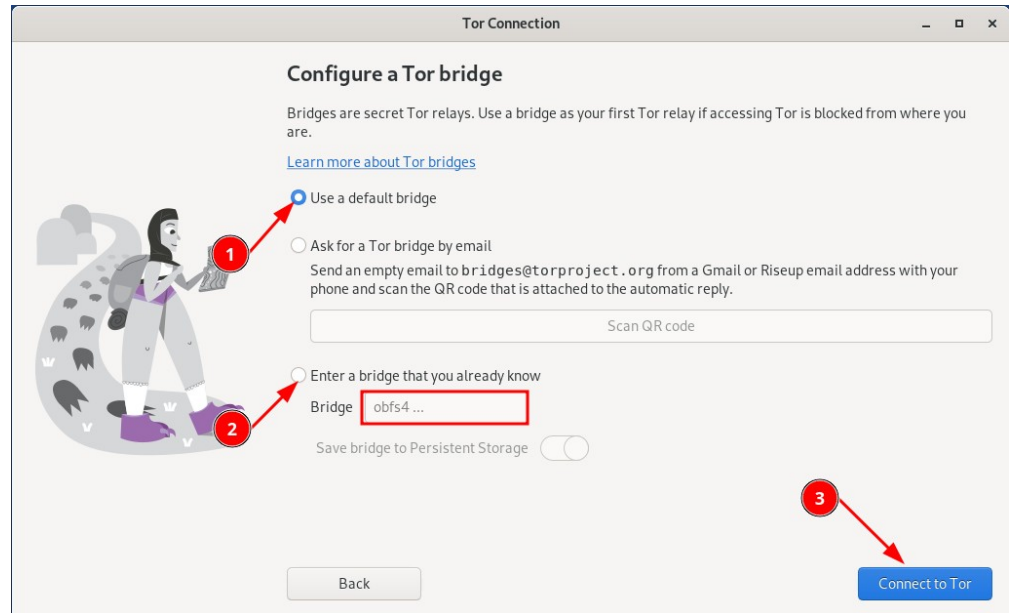 Tor Connection
Configure a Tor bridge
Bridges are secret Tor relays. Use a bridge as your first Tor relay if accessing Tor is blocked from where you
are.
Learn more about Tor bridges
Use a default bridge
1
Ask for a Tor bridge by email
Send an empty email to bridges@torproject.org from a Gmail or Riseup email address with your
phone and scan the QR code that is attached to the automatic reply.
Scan QR code
Enter a bridge that you already know
Bridge obfs4 ...
2
Save bridge to Persistent Storage
3
Back
Connect to Tor